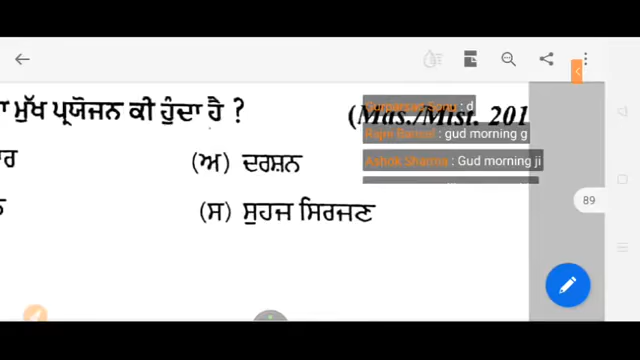 ਮੁੱਖ ਪ੍ਰਯੋਜਨ ਕੀ ਹੁੰਦਾ ਹੈ ? (Mas./Mist. 201
: d
Rajni Bansal : gud morning g
(ਅ) ਦਰਸ਼ਨ
Ashok Sharma : Gud morning ji
(ਸ) ਸੁਹਜ ਸਿਰਜਣ
89